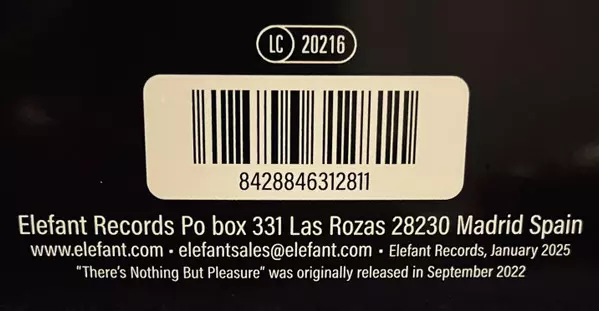 LC 20216
8428846312811
Elefant Records Po box 331 Las Rozas 28230 Madrid Spain
www.elefant.com • elefantsales@elefant.com • Elefant Records, January 2025
"There's Nothing But Pleasure" was originally released in September 2022